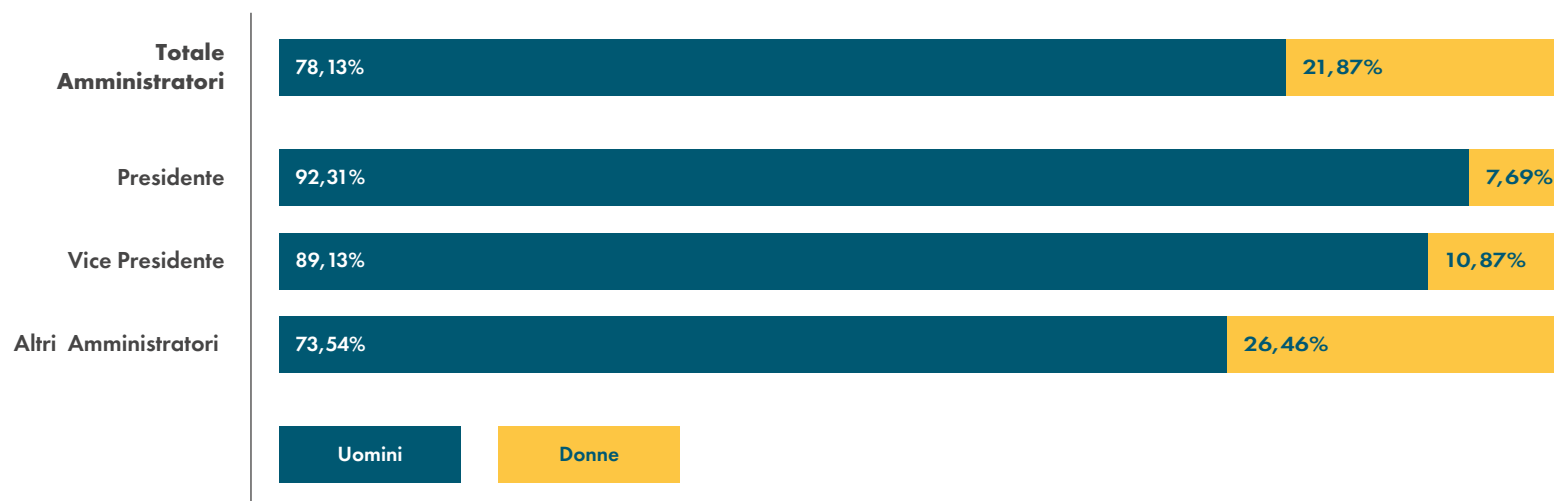 Totale
Amministratori
78,13%
21,87%
Presidente
92,31%
7,69%
Vice Presidente
89,13%
10,87%
Altri Amministratori
73,54%
26,46%
Uomini
Donne